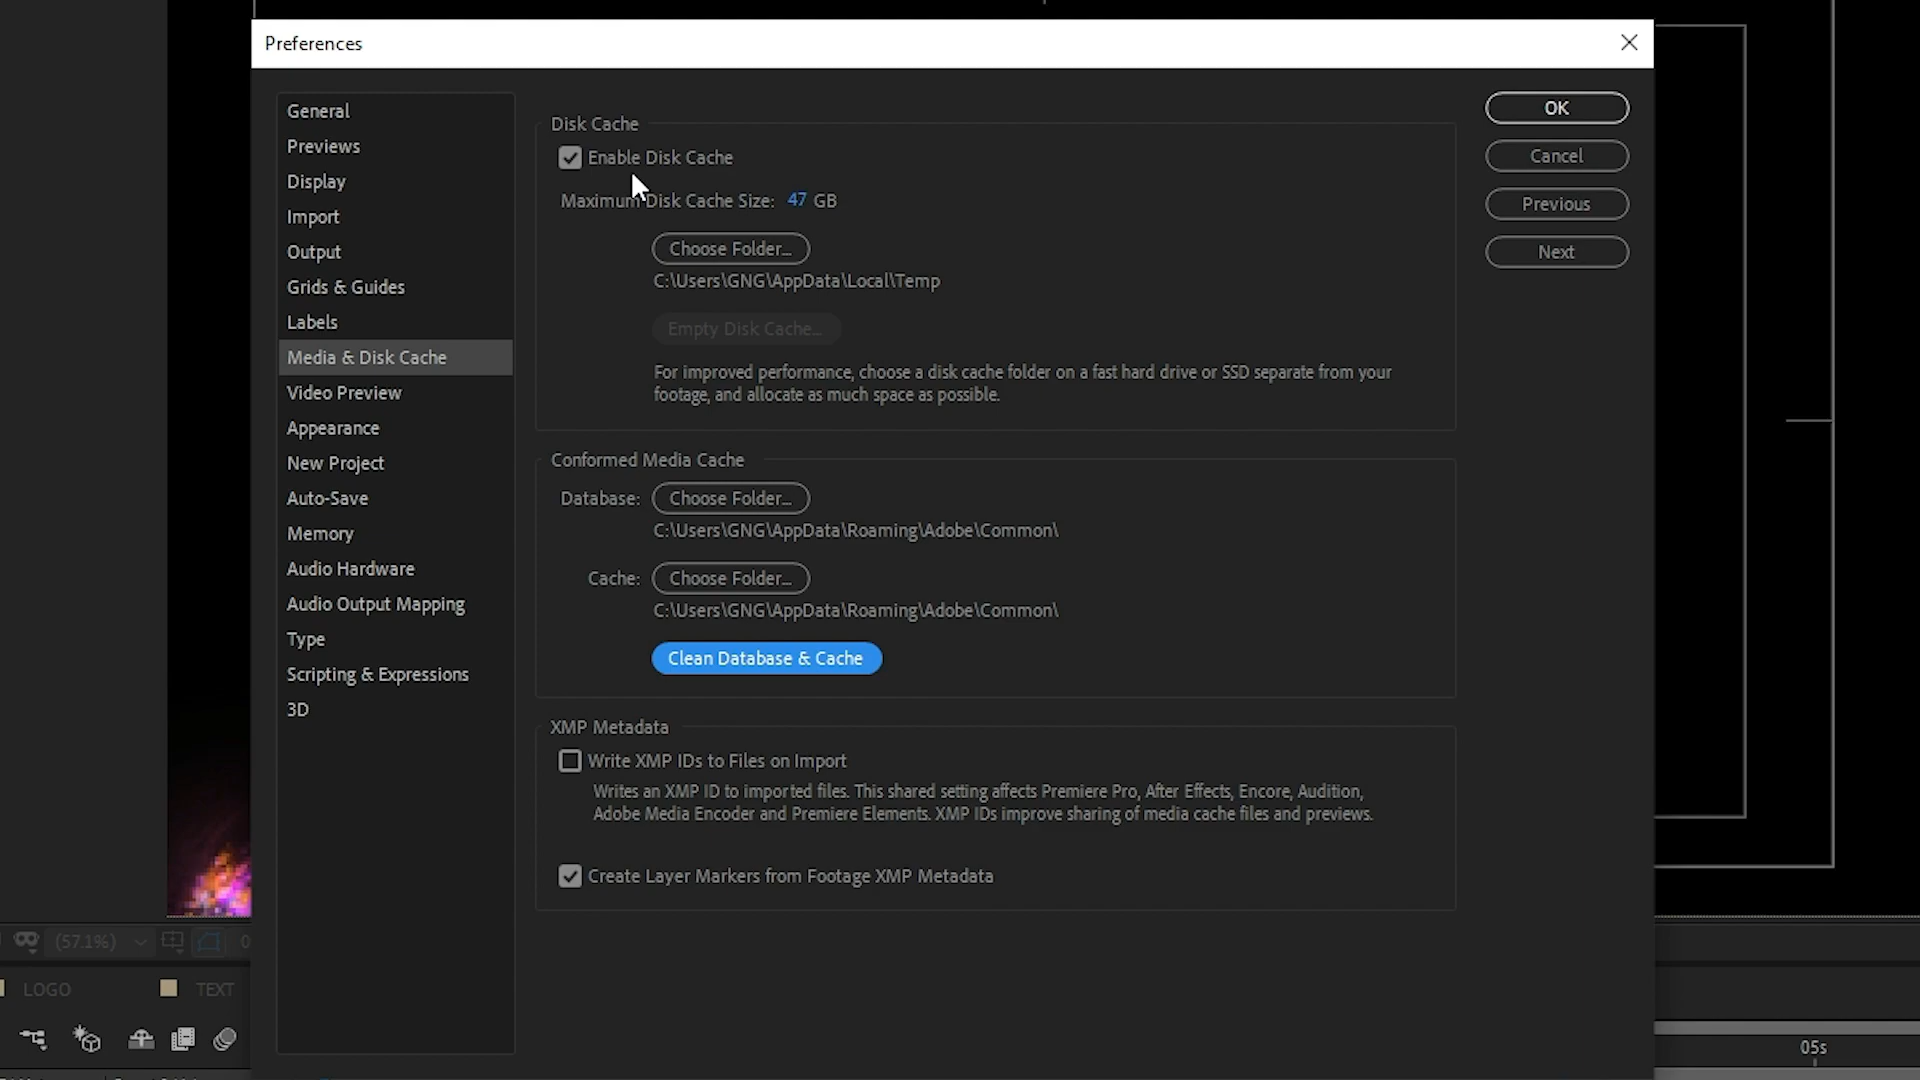 Preferences
General
Previews
Display
Import
Output
Grids & Guides
Labels
Media & Disk Cache
Video Preview
Appearance
New Project
Auto-Save
Memory
Audio Hardware
Audio Output Mapping
Type
Scripting & Expressions
3D
Disk Cache
Enable Disk Cache
Maximum Disk Cache Size: 47 GB
Choose Folder...
C:\Users\GNG\AppData\Local\Temp
Empty Disk Cache...
For improved performance, choose a disk cache folder on a fast hard drive or SSD separate from your
footage, and allocate as much space as possible.
Conformed Media Cache
Database: Choose Folder...
C:\Users\GNG\AppData\Roaming\Adobe\Common\
Cache: Choose Folder...
C:\Users\GNG\AppData\Roaming\Adobe\Common\
Clean Database & Cache
XMP Metadata
Write XMP IDs to Files on Import
Writes an XMP ID to imported files. This shared setting affects Premiere Pro, After Effects, Encore, Audition,
Adobe Media Encoder and Premiere Elements. XMP IDs improve sharing of media cache files and previews.
Create Layer Markers from Footage XMP Metadata
OK
Cancel
Previous
Next
(57.1%)
LOGO
TEXT
05s